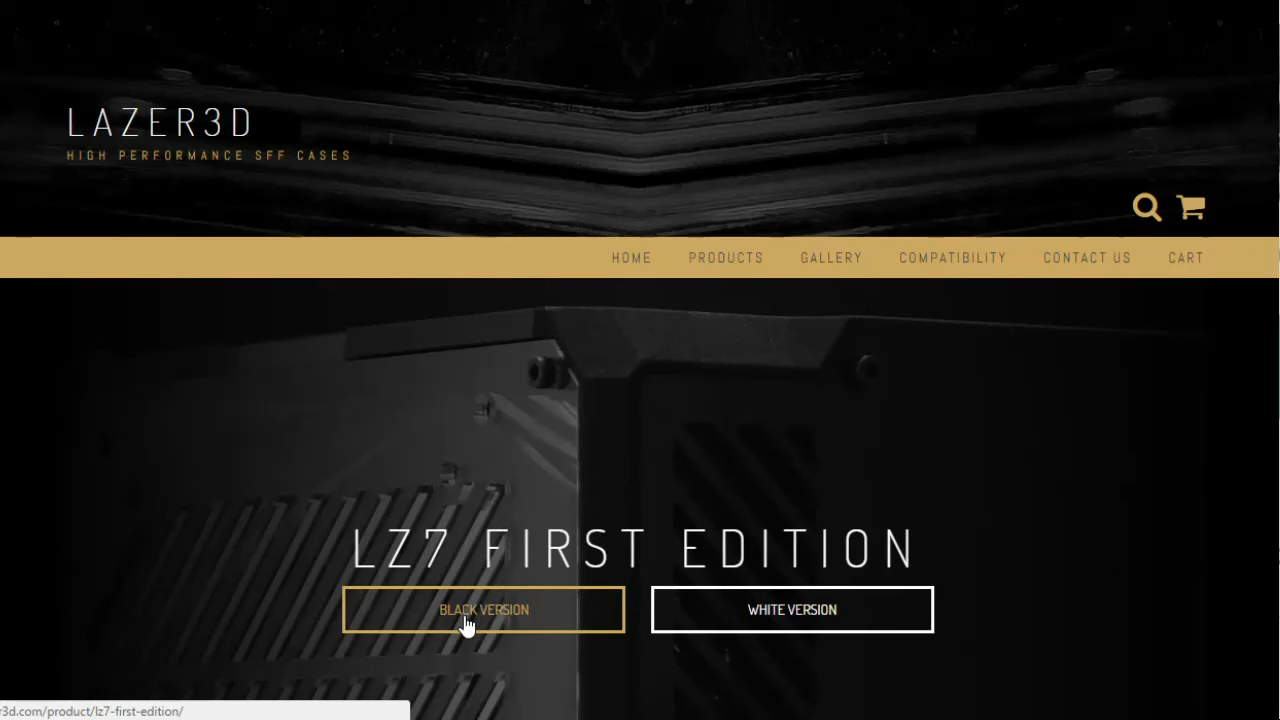 LAZER3D
HIGH PERFORMANCE SFF CASES
HOME PRODUCTS GALLERY COMPATIBILITY CONTACT US CART
LZ7 FIRST EDITION
BLACK VERSION WHITE VERSION
r3d.com/product/lz7-first-edition/